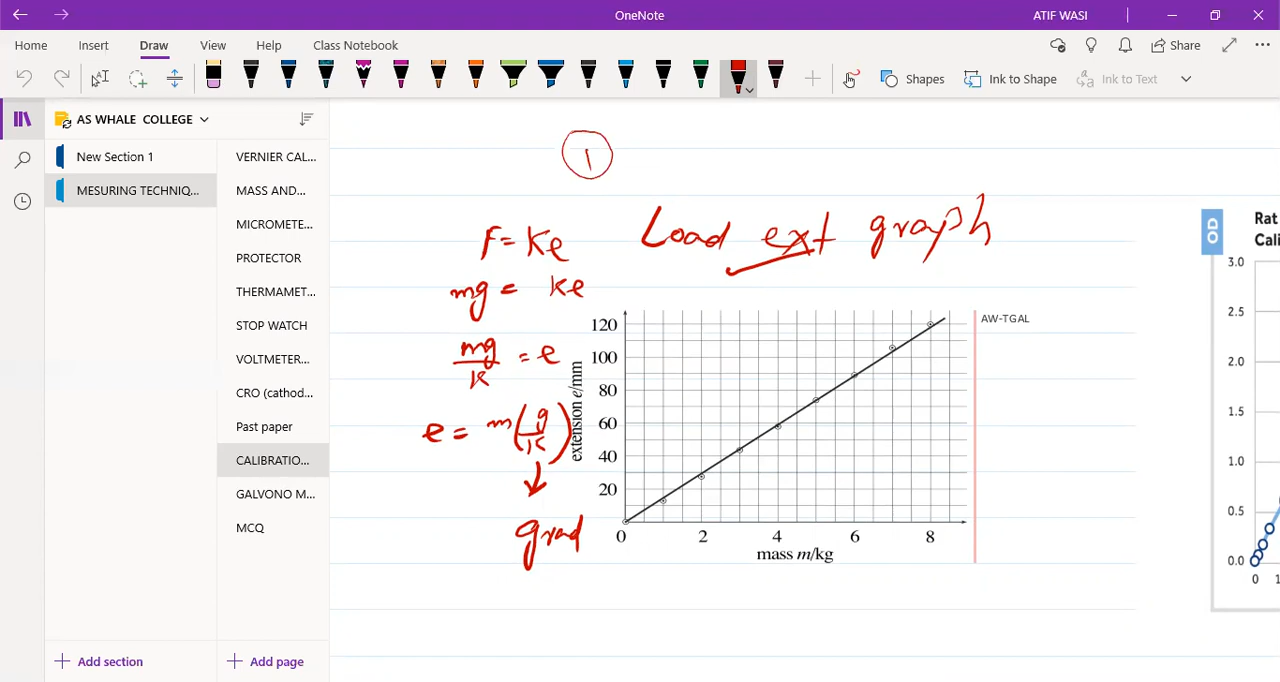 OneNote
ATIF WASI
Home
Insert
Draw
View
Help
Class Notebook
Share
Shapes
Ink to Shape
Ink to Text
AS WHALE COLLEGE
New Section 1
MESURING TECHNIQ...
VERNIER CAL...
MASS AND...
MICROMETE...
PROTECTOR
THERMAMET...
STOP WATCH
VOLTMETER...
CRO (cathod...
Past paper
CALIBRATIO...
GALVONO M...
MCQ
Add section
Add page
1
Load ext graph
F = Ke
mg = Ke
mg/K = e
e = m(g/K)
grad
120
100
80
60
40
20
extension e/mm
0 2 4 6 8
mass m/kg
AW-TGAL
OD
Rat
Cali
3.0
2.5
2.0
1.5
1.0
0.5
0.0
0 1